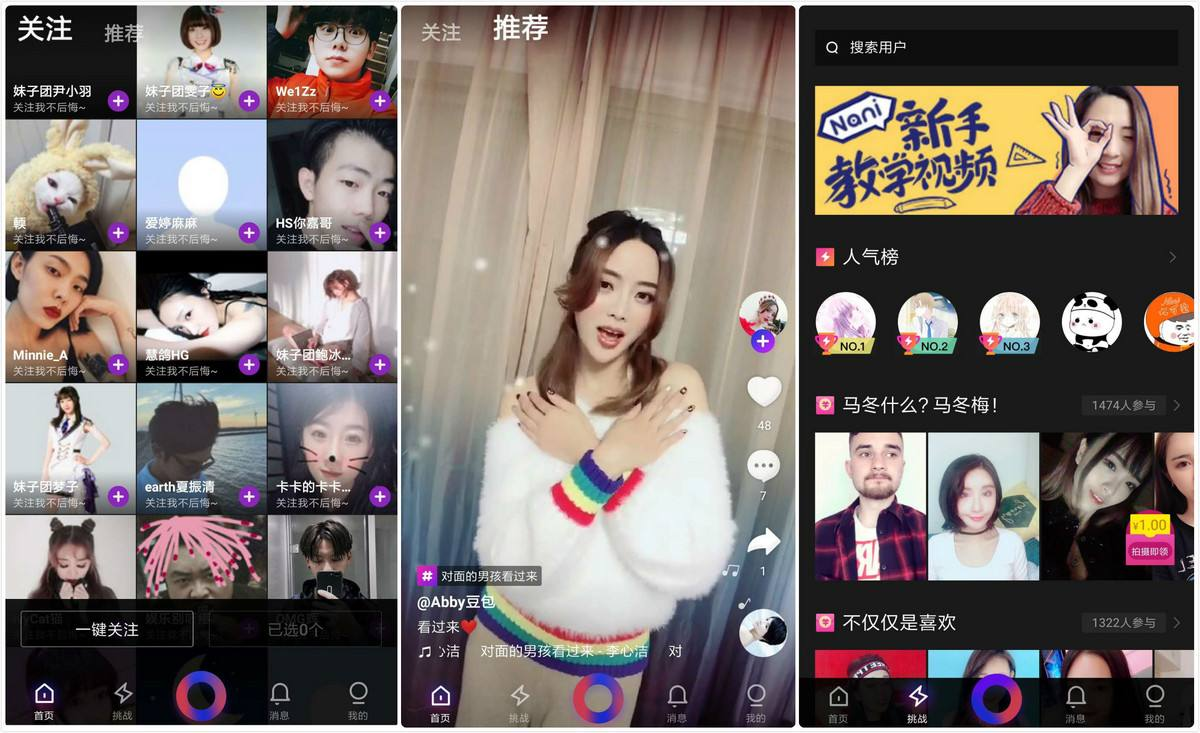 关注
推荐
妹子团尹小羽
关注我不后悔~
妹子团雯子😇
关注我不后悔~
We1Zz
关注我不后悔~
关注我不后悔~
爱婷麻麻
关注我不后悔~
HS你嘉哥
关注我不后悔~
Minnie_A
关注我不后悔~
慧鸽HG
关注我不后悔~
妹子团鲍冰...
关注我不后悔~
妹子团梦子
关注我不后悔~
earth夏振清
关注我不后悔~
卡卡的卡卡...
关注我不后悔~
一键关注
已选0个
首页
挑战
消息
我的
关注
推荐
48
7
1
# 对面的男孩看过来
@Abby豆包
看过来❤️
心洁 对面的男孩看过来 - 李心洁 对
首页
挑战
消息
我的
搜索用户
Nani 新手
教学视频
人气榜
NO.1
NO.2
NO.3
马冬什么?马冬梅!
1474人参与
¥1.00
拍摄即领
不仅仅是喜欢
1322人参与
首页
挑战
消息
我的